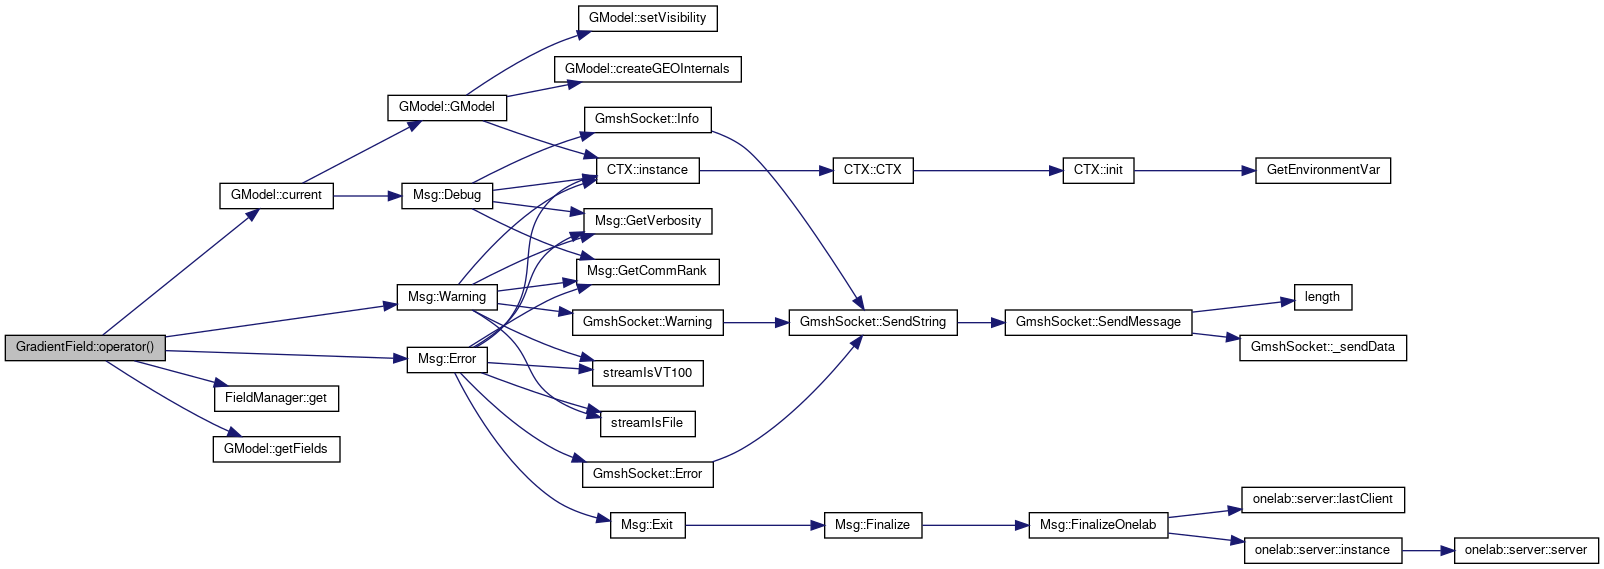 GradientField::operator()
GModel::current
GModel::GModel
GModel::setVisibility
GModel::createGEOInternals
CTX::instance
CTX::CTX
CTX::init
GetEnvironmentVar
Msg::Debug
GmshSocket::Info
GmshSocket::SendString
GmshSocket::SendMessage
length
GmshSocket::_sendData
Msg::GetVerbosity
Msg::GetCommRank
Msg::Warning
GmshSocket::Warning
streamIsVT100
streamIsFile
Msg::Error
GmshSocket::Error
Msg::Exit
Msg::Finalize
Msg::FinalizeOnelab
onelab::server::lastClient
onelab::server::instance
onelab::server::server
FieldManager::get
GModel::getFields